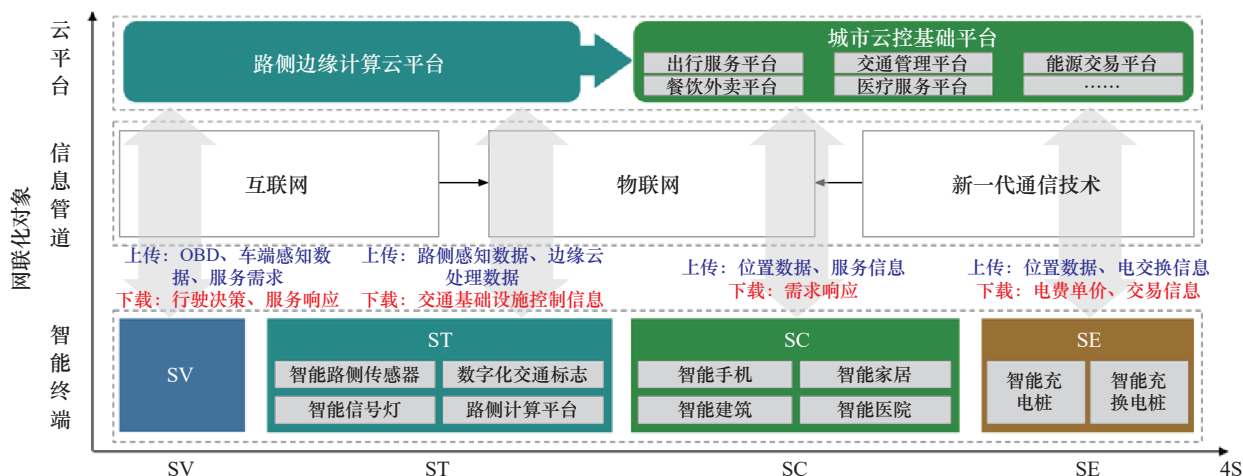 云平台
路侧边缘计算云平台
城市云控基础平台
出行服务平台
交通管理平台
能源交易平台
餐饮外卖平台
医疗服务平台
……
网联化对象
信息管道
互联网
物联网
新一代通信技术
上传：OBD、车端感知数
据、服务需求
下载：行驶决策、服务响应
上传：路侧感知数据、边缘云
处理数据
下载：交通基础设施控制信息
上传：位置数据、服务信息
下载：需求响应
上传：位置数据、电交换信息
下载：电费单价、交易信息
智能终端
SV
ST
智能路侧传感器
数字化交通标志
智能信号灯
路侧计算平台
SC
智能手机
智能家居
智能建筑
智能医院
SE
智能充
电桩
智能充
换电桩
SV
ST
SC
SE
4S